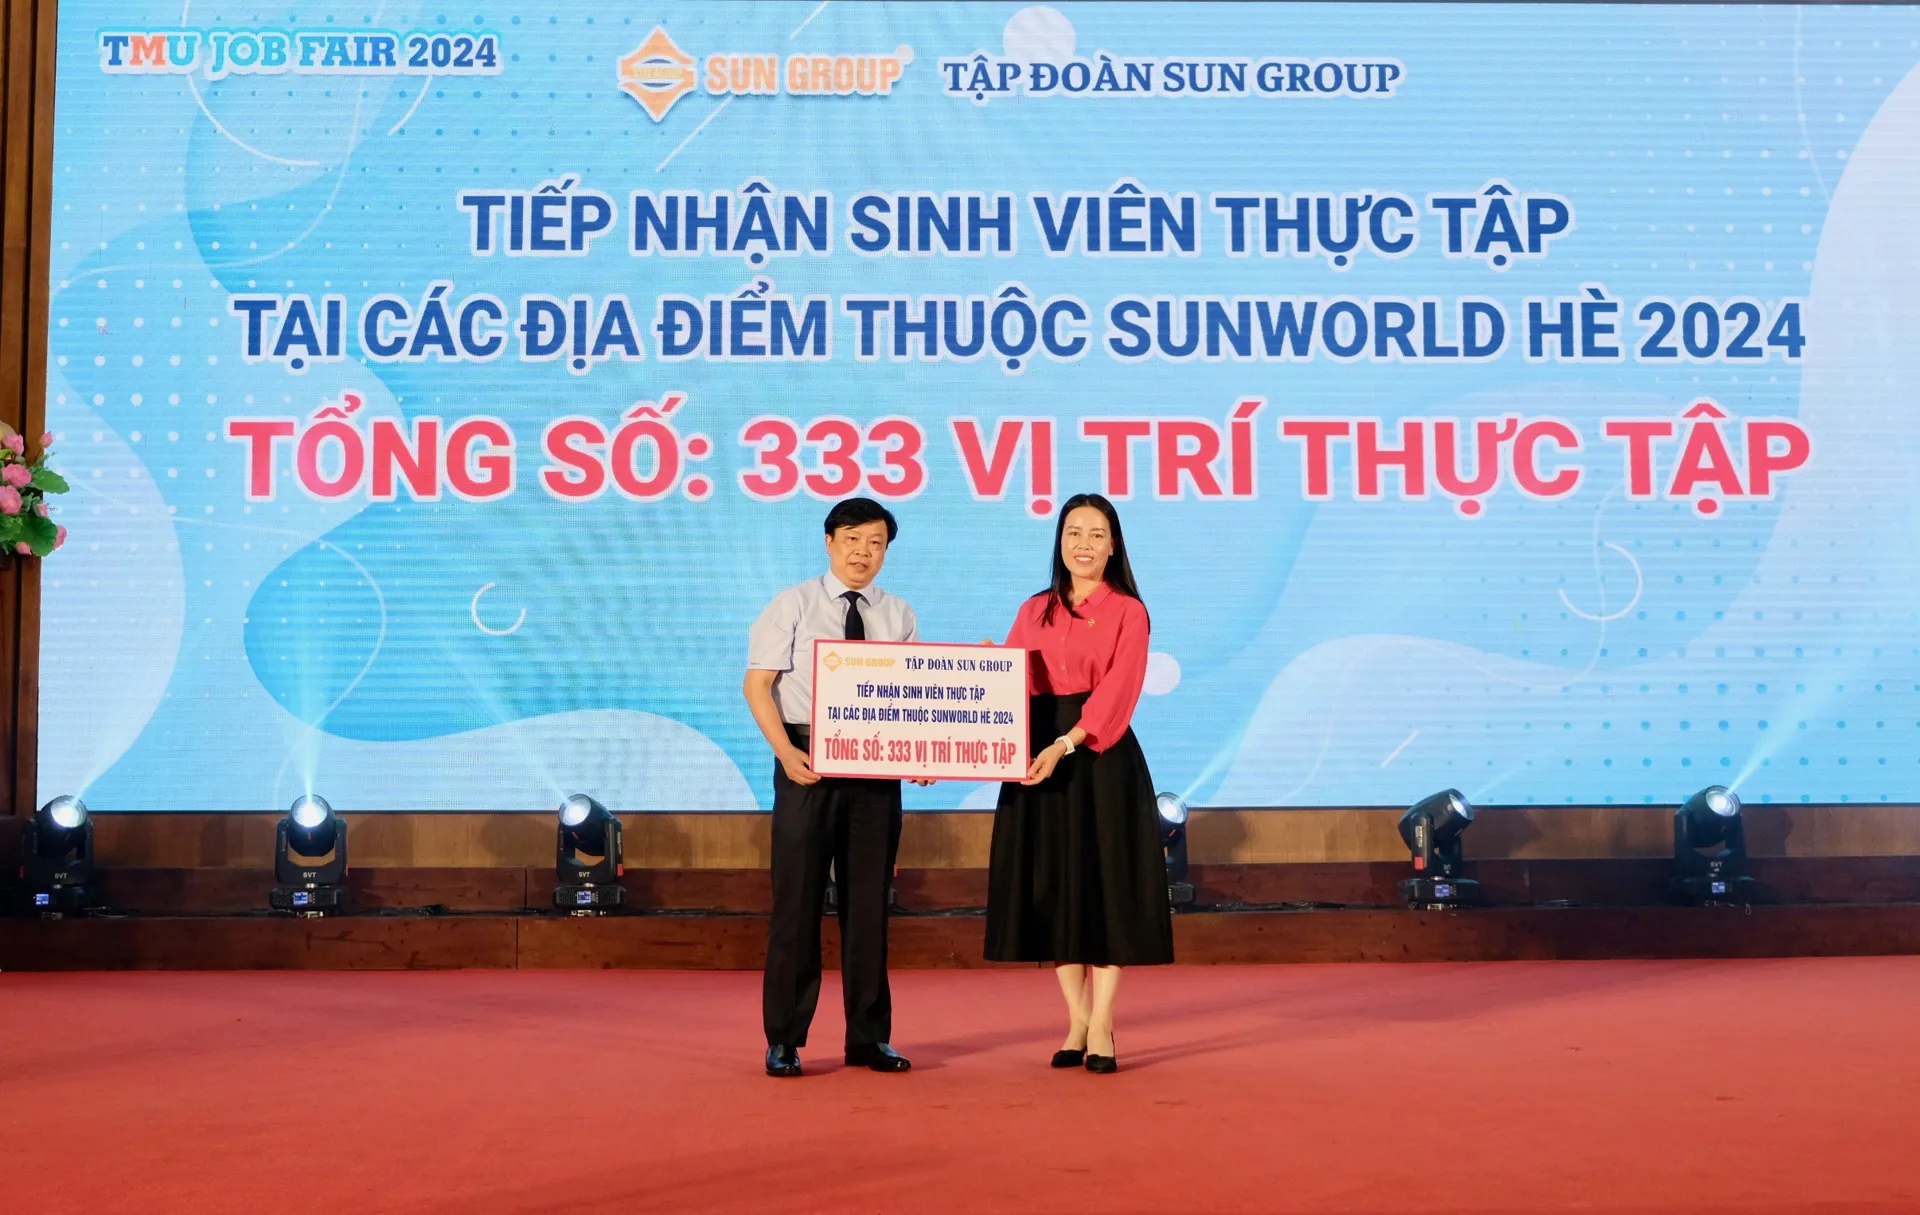 TMU JOB FAIR 2024
SUN GROUP TẬP ĐOÀN SUN GROUP
TIẾP NHẬN SINH VIÊN THỰC TẬP
TẠI CÁC ĐỊA ĐIỂM THUỘC SUNWORLD HÈ 2024
TỔNG SỐ: 333 VỊ TRÍ THỰC TẬP
SUN GROUP TẬP ĐOÀN SUN GROUP
TIẾP NHẬN SINH VIÊN THỰC TẬP
TẠI CÁC ĐỊA ĐIỂM THUỘC SUNWORLD HÈ 2024
TỔNG SỐ: 333 VỊ TRÍ THỰC TẬP
SVT
SVT